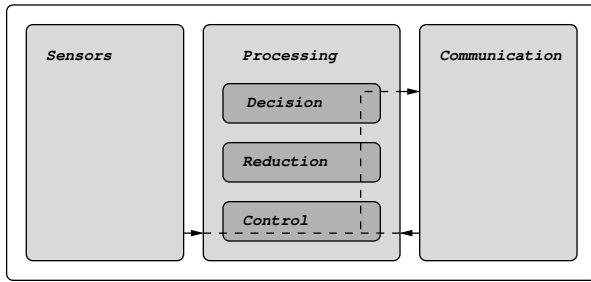 Sensors
Processing
Communication
Decision
Reduction
Control